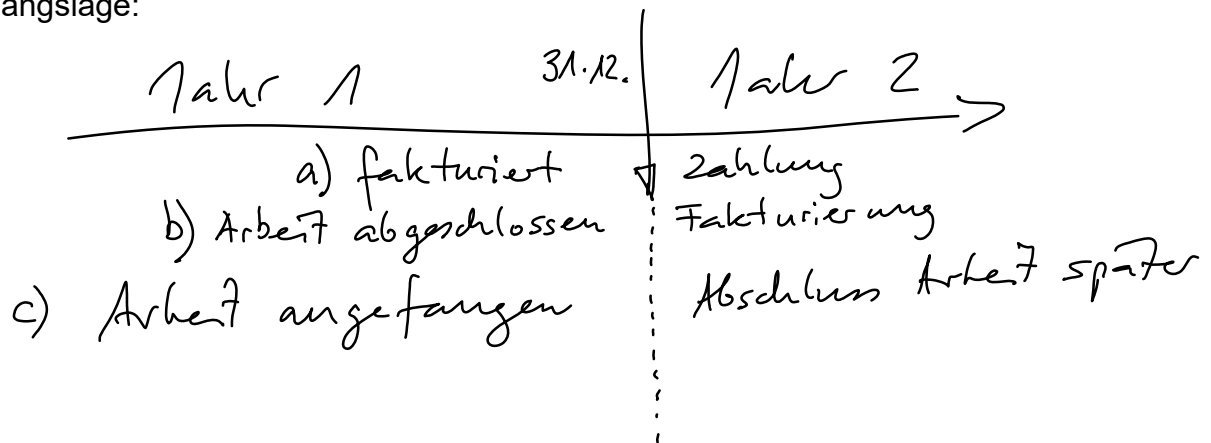 angslage:
Jahr 1 31.12. Jahr 2
a) fakturiert Zahlung
b) Arbeit abgeschlossen Fakturierung
c) Arbeit angefangen Abschluss Arbeit später